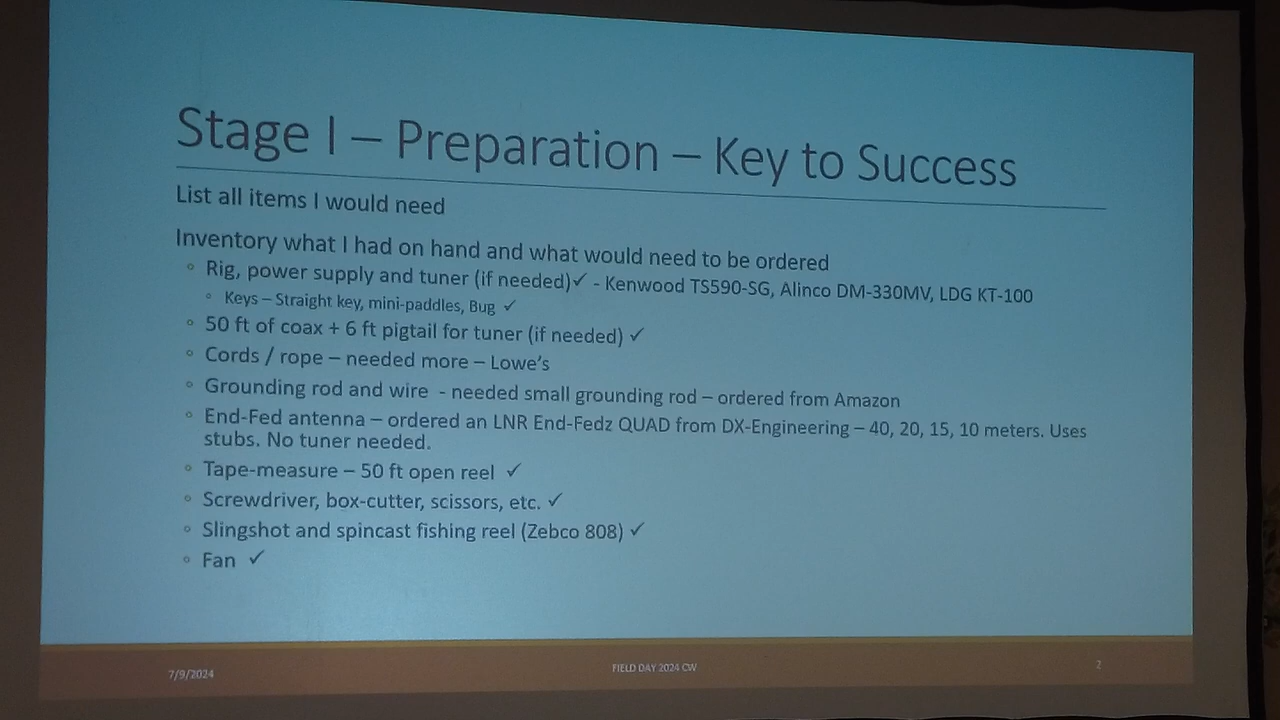 Stage I – Preparation – Key to Success
List all items I would need
Inventory what I had on hand and what would need to be ordered
◦ Rig, power supply and tuner (if needed)✓ - Kenwood TS590-SG, Alinco DM-330MV, LDG KT-100
◦ Keys – Straight key, mini-paddles, Bug ✓
◦ 50 ft of coax + 6 ft pigtail for tuner (if needed) ✓
◦ Cords / rope – needed more – Lowe's
◦ Grounding rod and wire - needed small grounding rod – ordered from Amazon
◦ End-Fed antenna – ordered an LNR End-Fedz QUAD from DX-Engineering – 40, 20, 15, 10 meters. Uses
stubs. No tuner needed.
◦ Tape-measure – 50 ft open reel ✓
◦ Screwdriver, box-cutter, scissors, etc. ✓
◦ Slingshot and spincast fishing reel (Zebco 808) ✓
◦ Fan ✓
7/9/2024
FIELD DAY 2024 CW
2